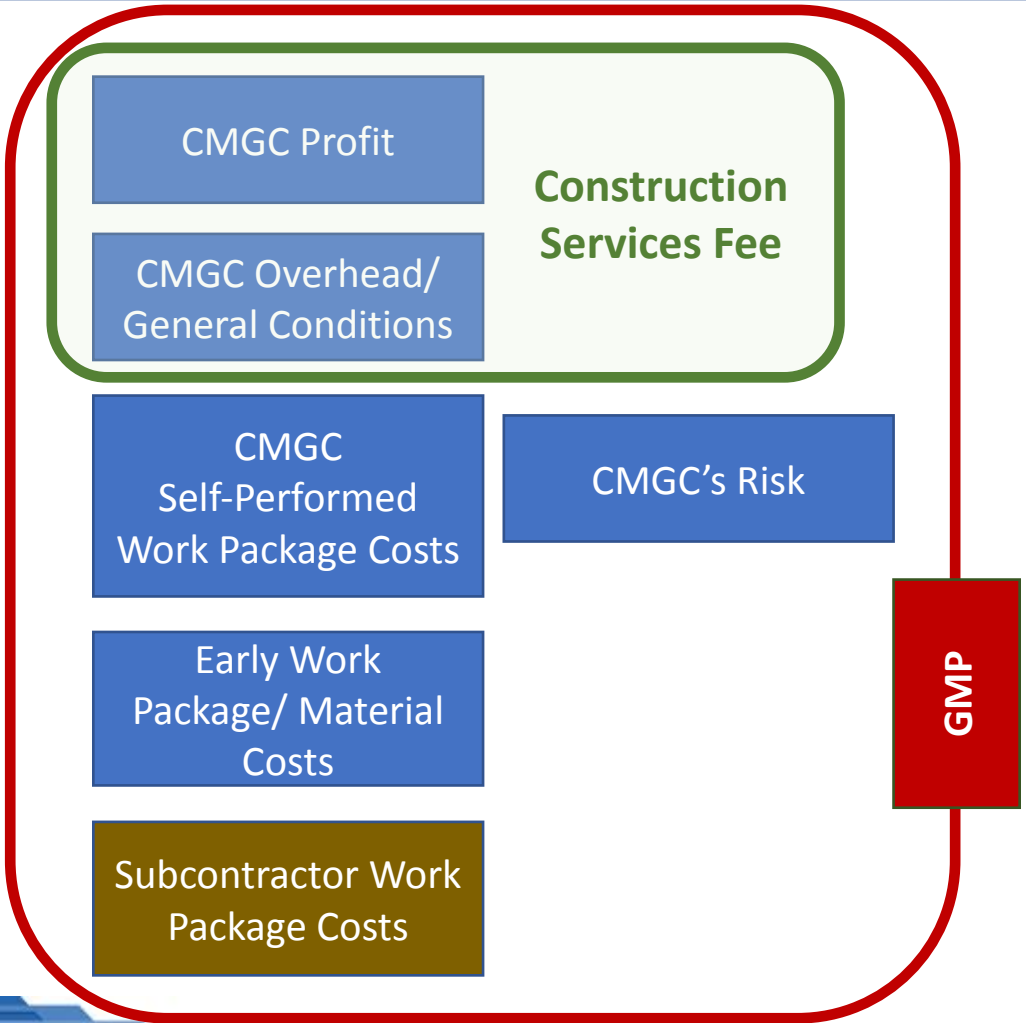 CMGC Profit
Construction
Services Fee
CMGC Overhead/
General Conditions
CMGC
Self-Performed
Work Package Costs
CMGC’s Risk
Early Work
Package/ Material
Costs
GMP
Subcontractor Work
Package Costs